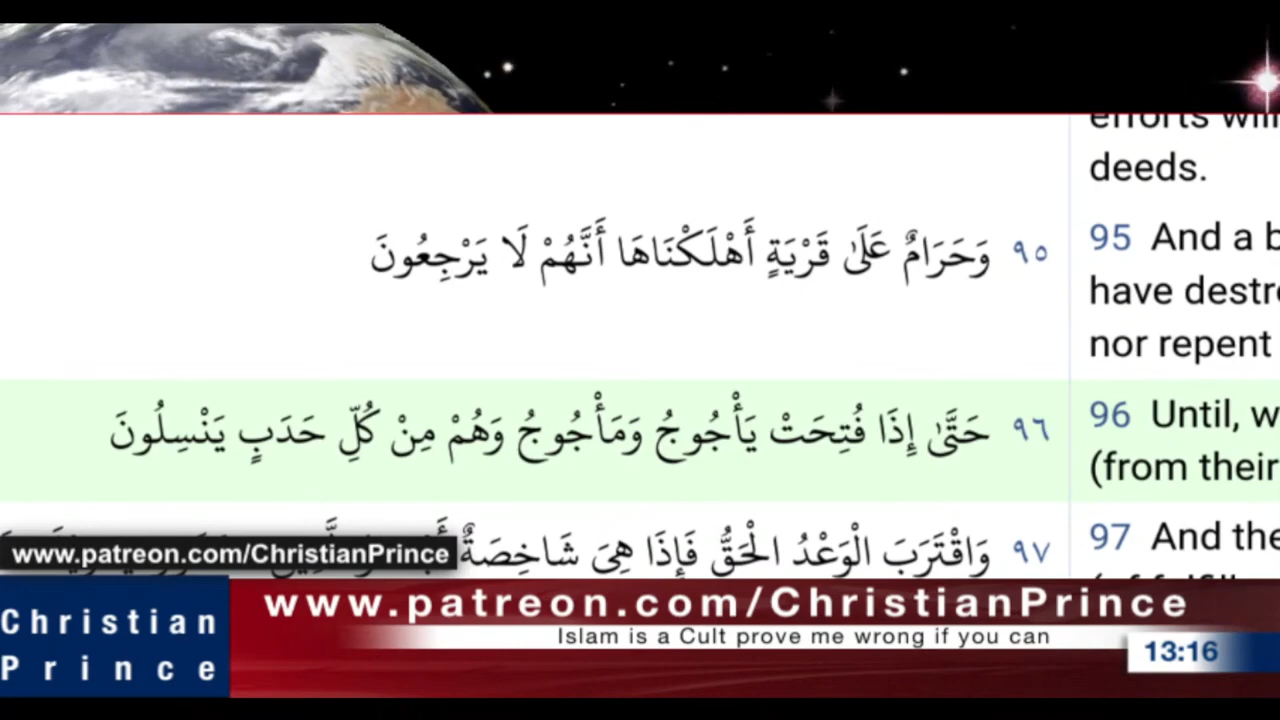 efforts will
deeds.
٩٥ وَحَرَامٌ عَلَىٰ قَرْيَةٍ أَهْلَكْنَاهَا أَنَّهُمْ لَا يَرْجِعُونَ
95 And a b
have destr
nor repent
٩٦ حَتَّىٰ إِذَا فُتِحَتْ يَأْجُوجُ وَمَأْجُوجُ وَهُمْ مِنْ كُلِّ حَدَبٍ يَنْسِلُونَ
96 Until, w
(from their
٩٧ وَاقْتَرَبَ الْوَعْدُ الْحَقُّ فَإِذَا هِيَ شَاخِصَةٌ
97 And the
www.patreon.com/ChristianPrince
www.patreon.com/ChristianPrince
Islam is a Cult prove me wrong if you can
Christian
Prince
13:16